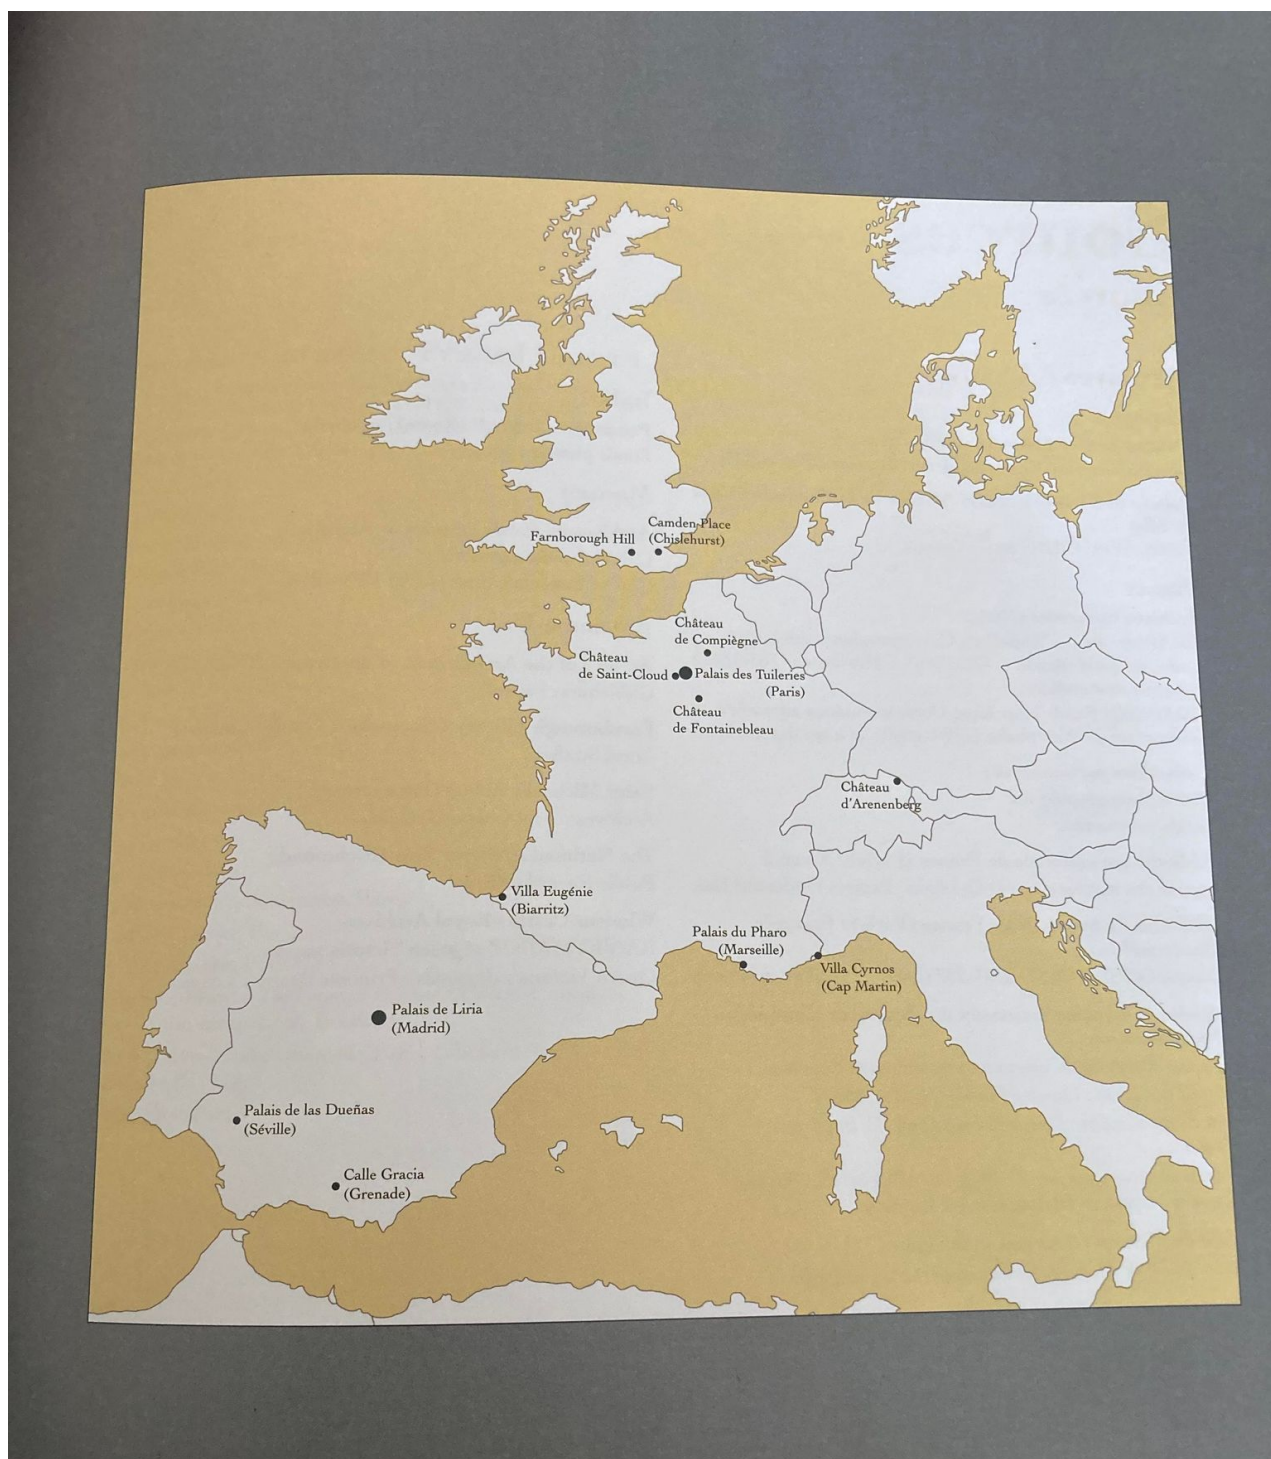 Farnborough Hill
Camden Place
(Chislehurst)
Château
de Compiègne
Château
de Saint-Cloud
Palais des Tuileries
(Paris)
Château
de Fontainebleau
Château
d'Arenenberg
Villa Eugénie
(Biarritz)
Palais du Pharo
(Marseille)
Villa Cyrnos
(Cap Martin)
Palais de Liria
(Madrid)
Palais de las Dueñas
(Séville)
Calle Gracia
(Grenade)